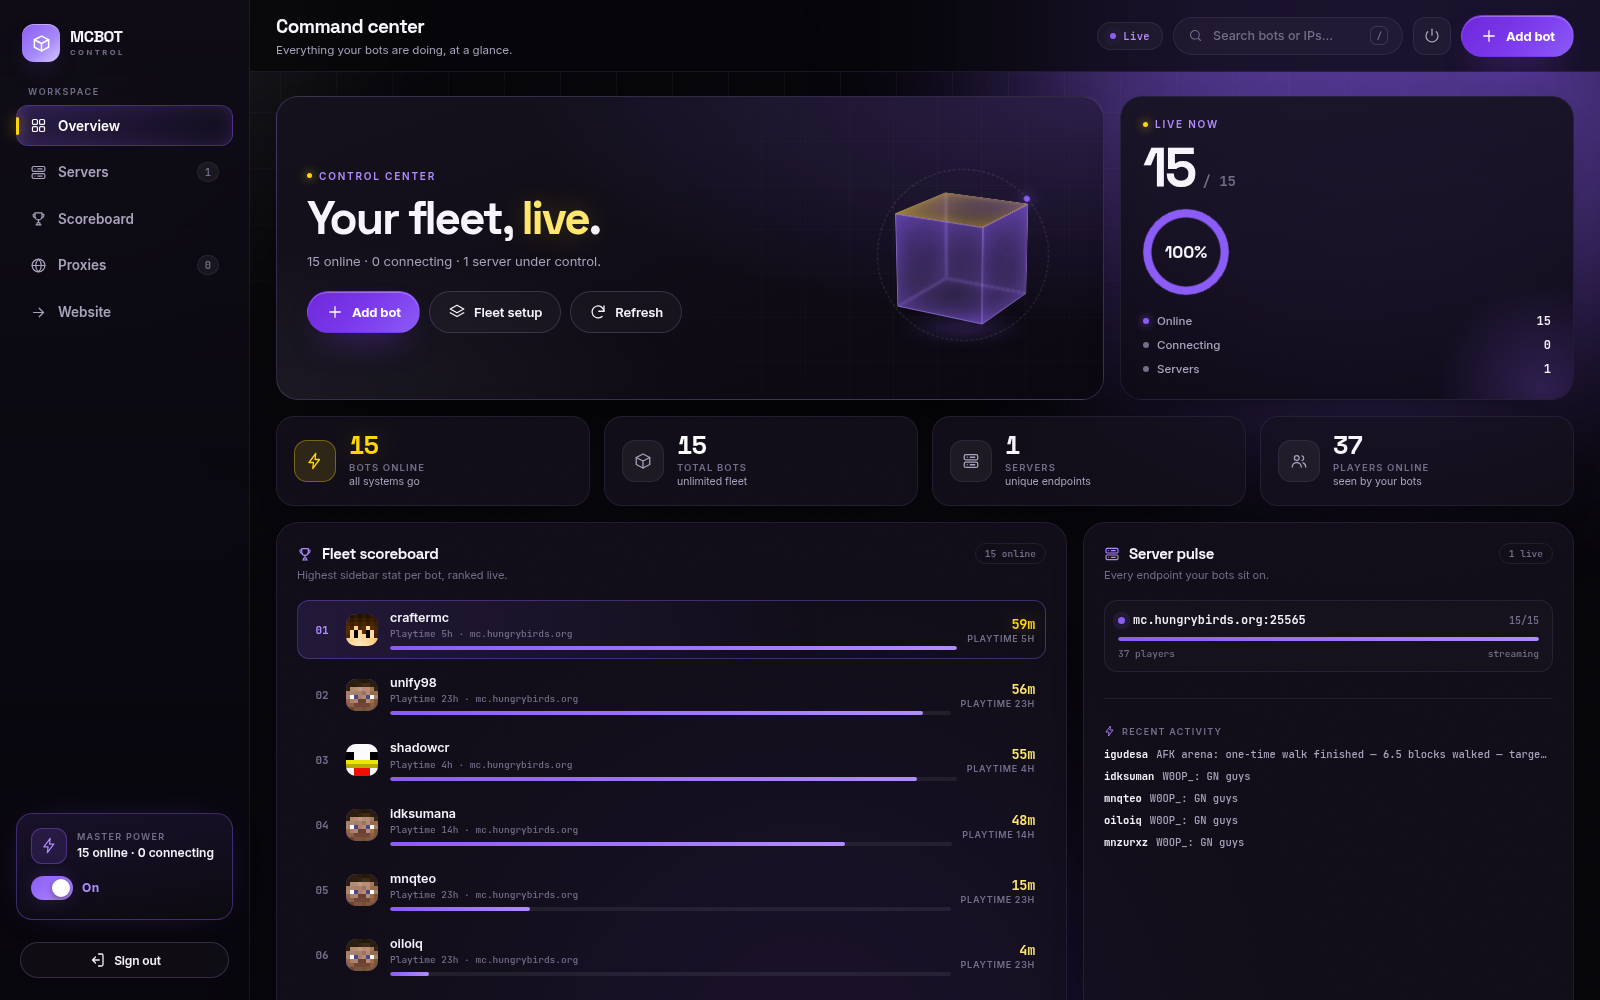 MCBOT
CONTROL
WORKSPACE
Overview
Servers 1
Scoreboard
Proxies 0
Website
MASTER POWER
15 online · 0 connecting
On
Sign out
Command center
Everything your bots are doing, at a glance.
Live
Search bots or IPs... /
Add bot
CONTROL CENTER
Your fleet, live.
15 online · 0 connecting · 1 server under control.
Add bot
Fleet setup
Refresh
LIVE NOW
15 / 15
100%
Online 15
Connecting 0
Servers 1
15
BOTS ONLINE
all systems go
15
TOTAL BOTS
unlimited fleet
1
SERVERS
unique endpoints
37
PLAYERS ONLINE
seen by your bots
Fleet scoreboard
15 online
Highest sidebar stat per bot, ranked live.
01 craftermc 59m
Playtime 5h · mc.hungrybirds.org PLAYTIME 5H
02 unify98 56m
Playtime 23h · mc.hungrybirds.org PLAYTIME 23H
03 shadowcr 55m
Playtime 4h · mc.hungrybirds.org PLAYTIME 4H
04 idksumana 48m
Playtime 14h · mc.hungrybirds.org PLAYTIME 14H
05 mnqteo 15m
Playtime 23h · mc.hungrybirds.org PLAYTIME 23H
06 oiloiq 4m
Playtime 23h · mc.hungrybirds.org PLAYTIME 23H
Server pulse
1 live
Every endpoint your bots sit on.
mc.hungrybirds.org:25565 15/15
37 players streaming
RECENT ACTIVITY
igudesa AFK arena: one-time walk finished — 6.5 blocks walked — targe…
idksuman W0OP_: GN guys
mnqteo W0OP_: GN guys
oiloiq W0OP_: GN guys
mnzurxz W0OP_: GN guys